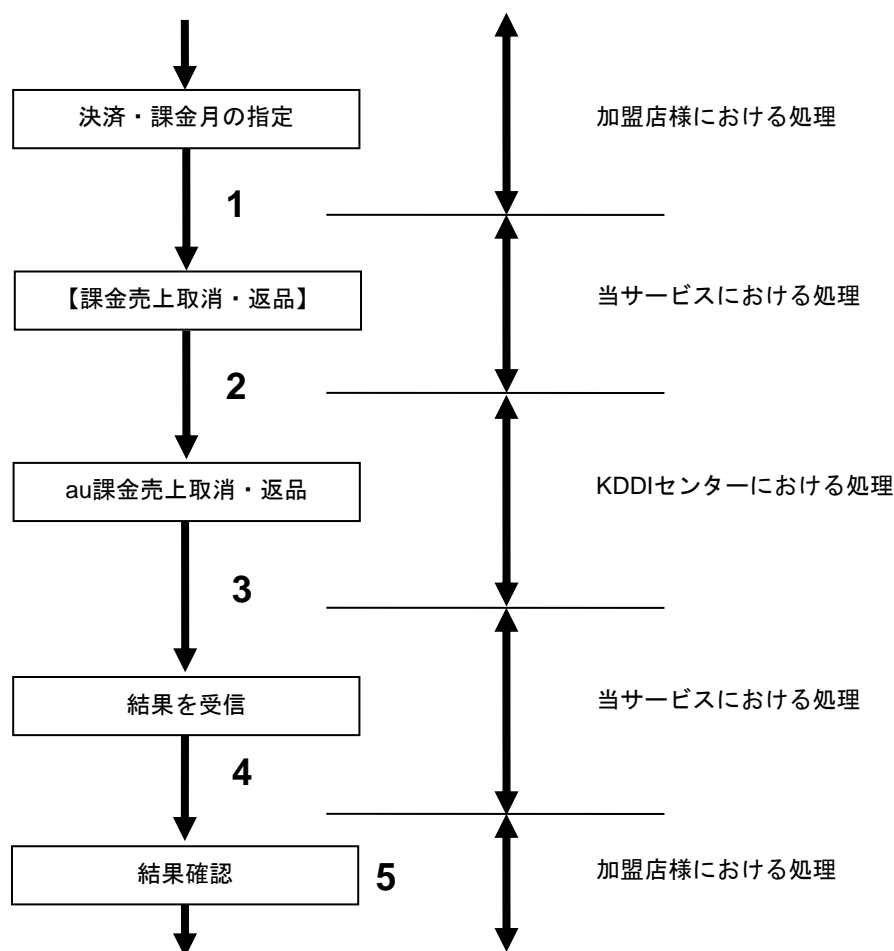 決済・課金月の指定
加盟店様における処理
1
【課金売上取消・返品】
当サービスにおける処理
2
au課金売上取消・返品
KDDIセンターにおける処理
3
結果を受信
当サービスにおける処理
4
結果確認
5
加盟店様における処理